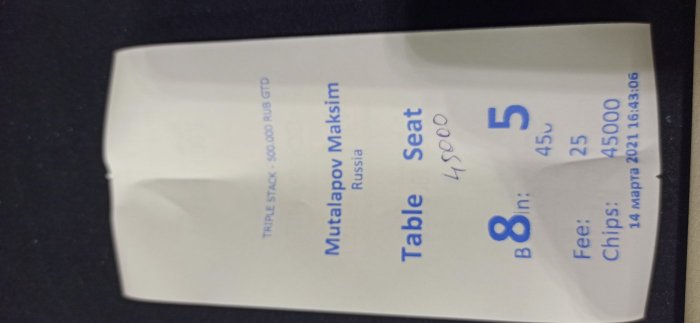 TRIPLE STACK - 500.000 RUB GTD
Mutalapov Maksim
Russia
Table Seat
45000
8 5
B in: 45
Fee: 25
Chips: 45000
14 марта 2021 16:43:06